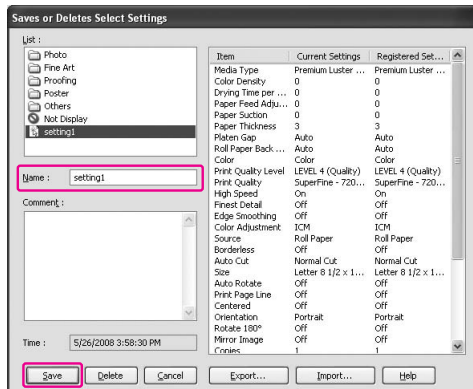 Saves or Deletes Select Settings
List :
Photo
Fine Art
Proofing
Poster
Others
Not Display
setting1
Name : setting1
Comment :
Time : 5/26/2008 3:58:30 PM
Item Current Settings Registered Set...
Media Type Premium Luster ... Premium Luster ...
Color Density 0 0
Drying Time per ... 0 0
Paper Feed Adju... 0 0
Paper Suction 0 0
Paper Thickness 3 3
Platen Gap Auto Auto
Roll Paper Back ... Auto Auto
Color Color Color
Print Quality Level LEVEL 4 (Quality) LEVEL 4 (Quality)
Print Quality SuperFine - 720... SuperFine - 720...
High Speed On On
Finest Detail Off Off
Edge Smoothing Off Off
Color Adjustment ICM ICM
Source Roll Paper Roll Paper
Borderless Off Off
Auto Cut Normal Cut Normal Cut
Size Letter 8 1/2 x 1... Letter 8 1/2 x 1...
Auto Rotate Off Off
Print Page Line Off Off
Centered Off Off
Orientation Portrait Portrait
Rotate 180° Off Off
Mirror Image Off Off
Copies 1 1
Save Delete Cancel Export... Import... Help